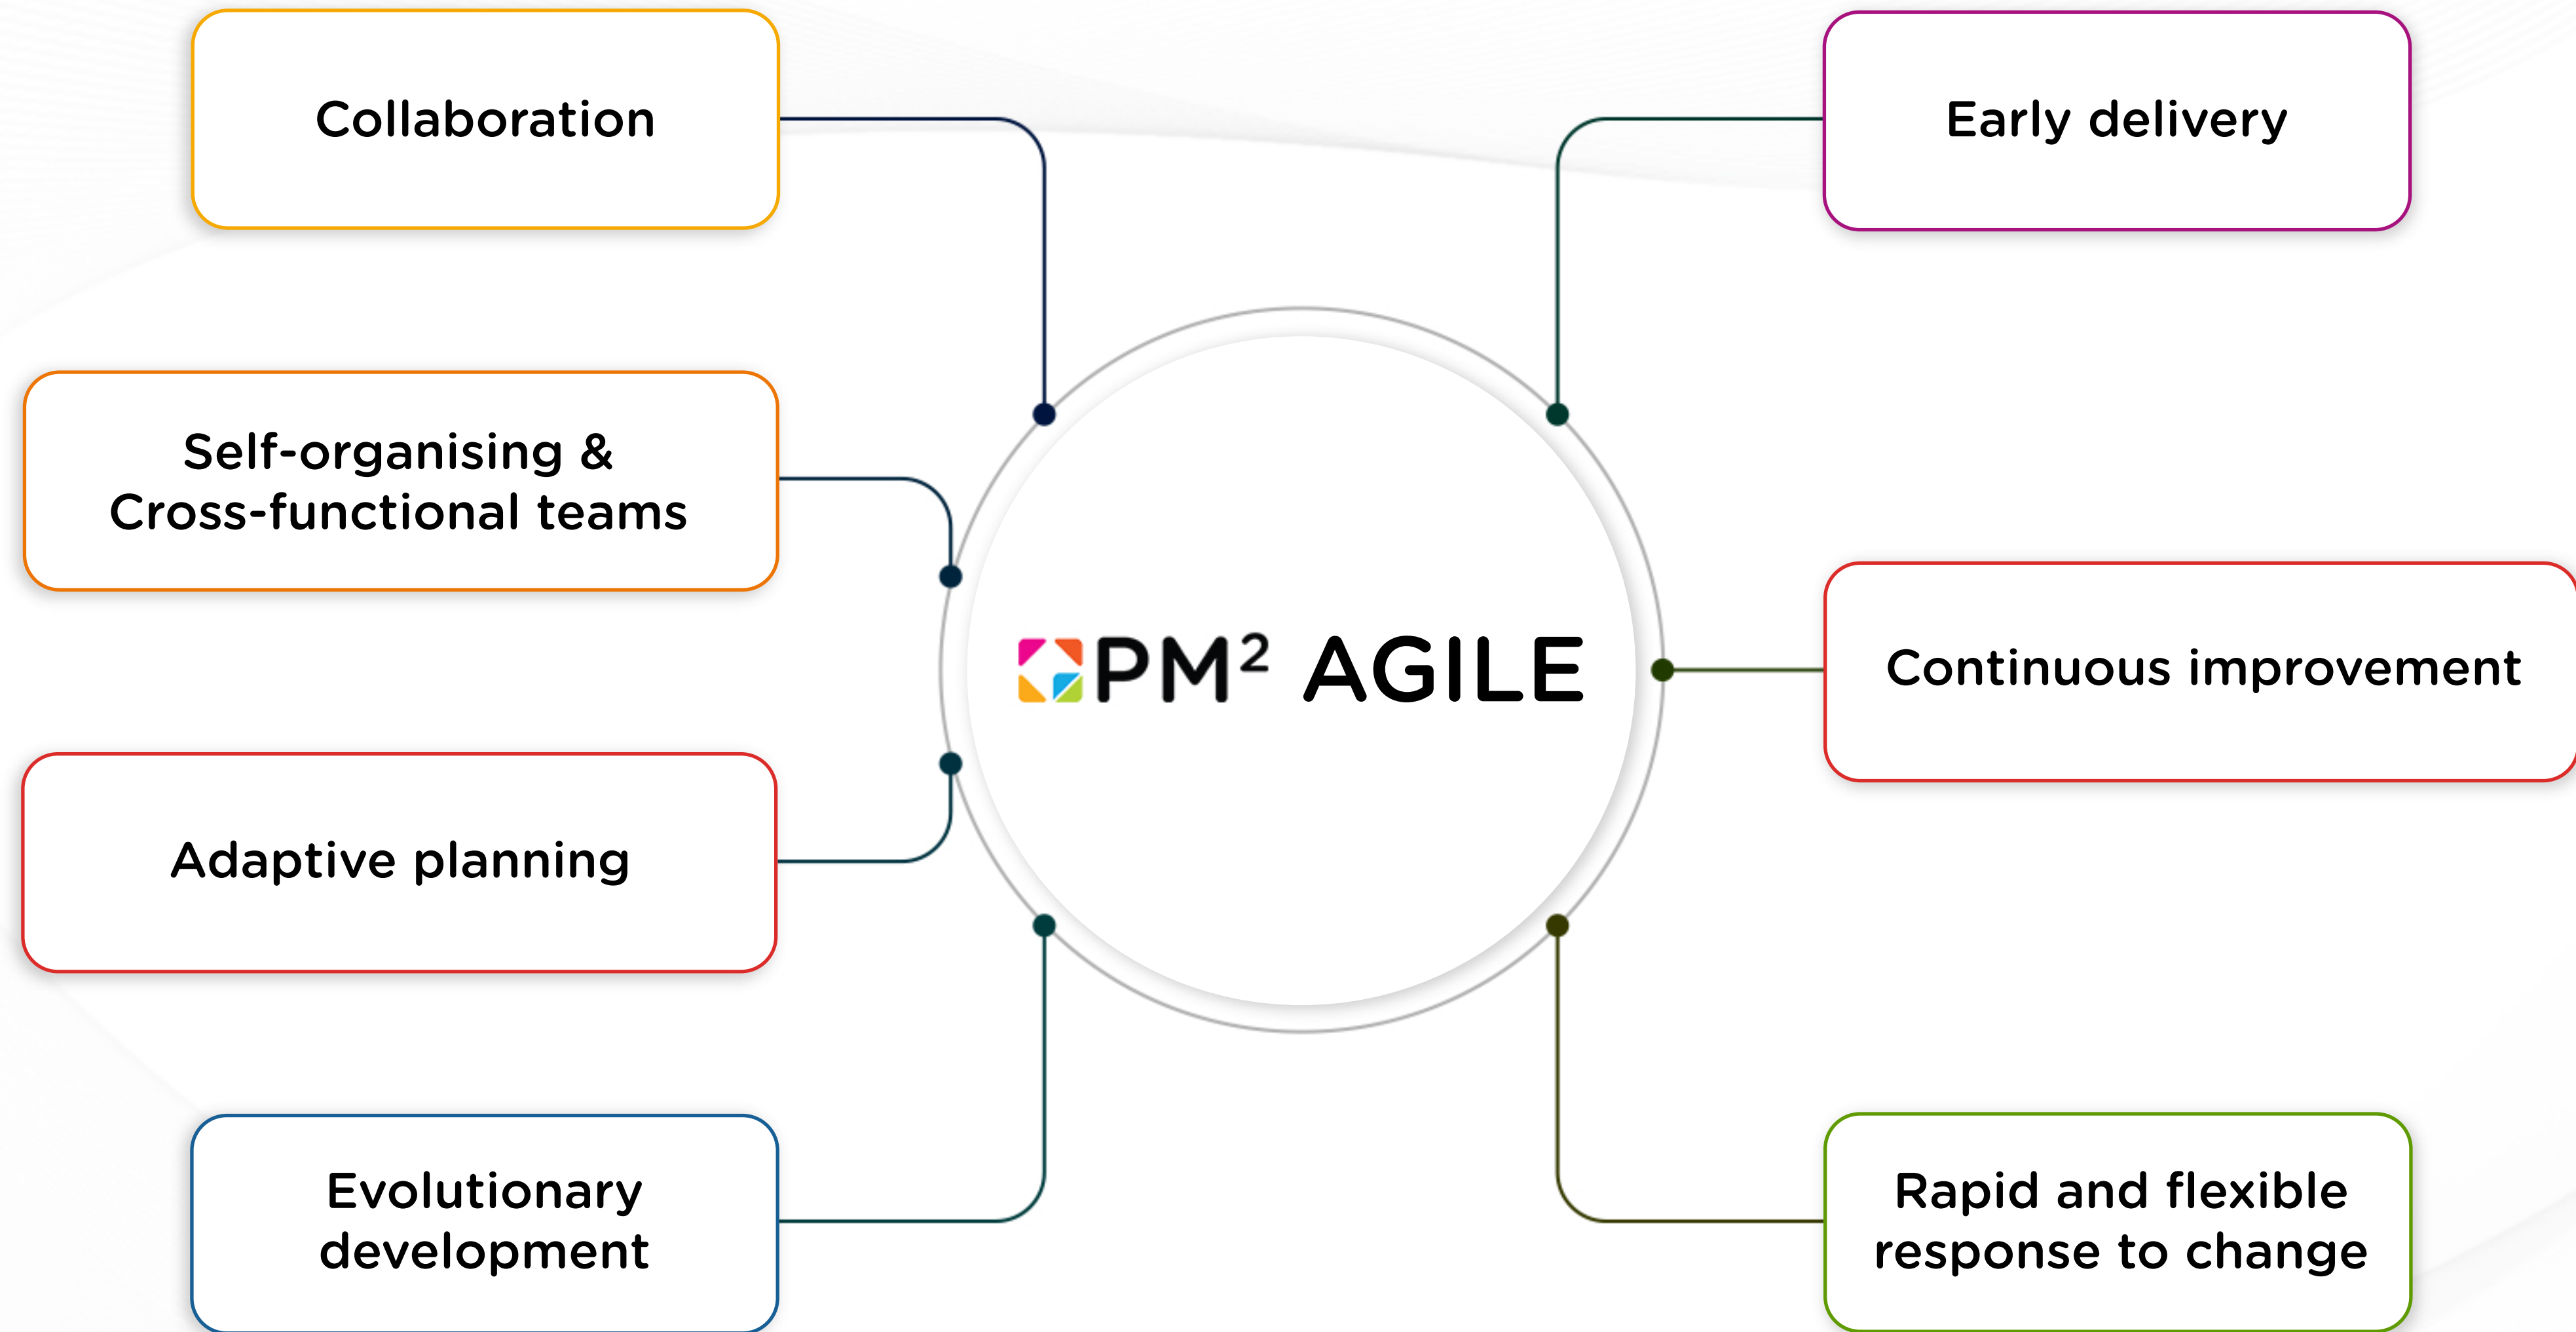 Collaboration
Early delivery
Self-organising &
Cross-functional teams
PM² AGILE
Continuous improvement
Adaptive planning
Evolutionary
development
Rapid and flexible
response to change